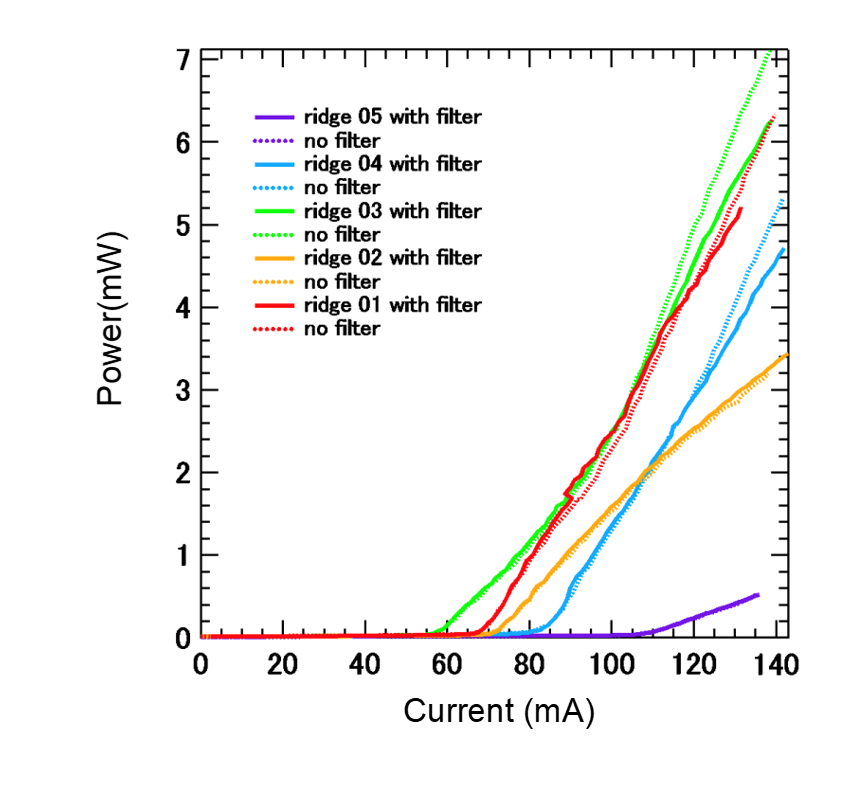 7
6
5
4
3
2
1
0
ridge 05 with filter
no filter
ridge 04 with filter
no filter
ridge 03 with filter
no filter
ridge 02 with filter
no filter
ridge 01 with filter
no filter
Power(mW)
0 20 40 60 80 100 120 140
Current (mA)